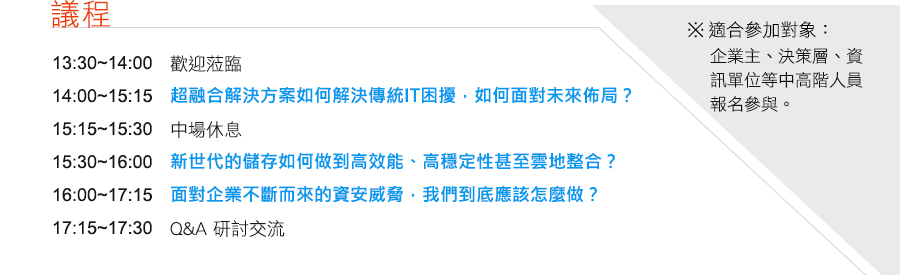 議程
13:30~14:00 歡迎蒞臨
14:00~15:15 超融合解決方案如何解決傳統IT困擾，如何面對未來佈局？
15:15~15:30 中場休息
15:30~16:00 新世代的儲存如何做到高效能、高穩定性甚至雲地整合？
16:00~17:15 面對企業不斷而來的資安威脅，我們到底應該怎麼做？
17:15~17:30 Q&A 研討交流
※ 適合參加對象：
企業主、決策層、資
訊單位等中高階人員
報名參與。